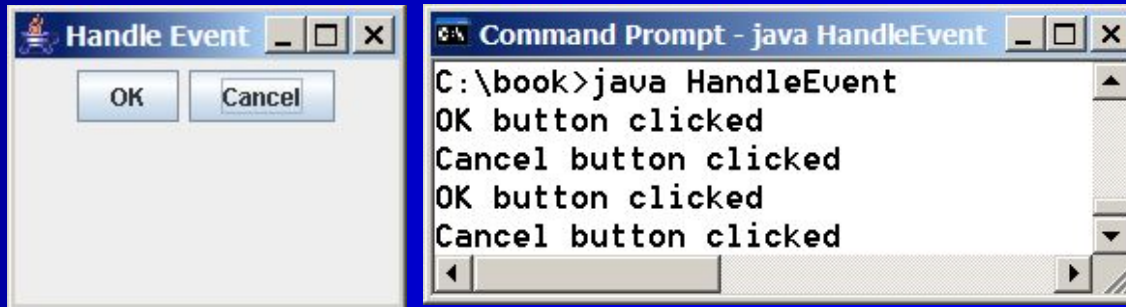 Handle Event
OK Cancel
Command Prompt - java HandleEvent
C:\book>java HandleEvent
OK button clicked
Cancel button clicked
OK button clicked
Cancel button clicked